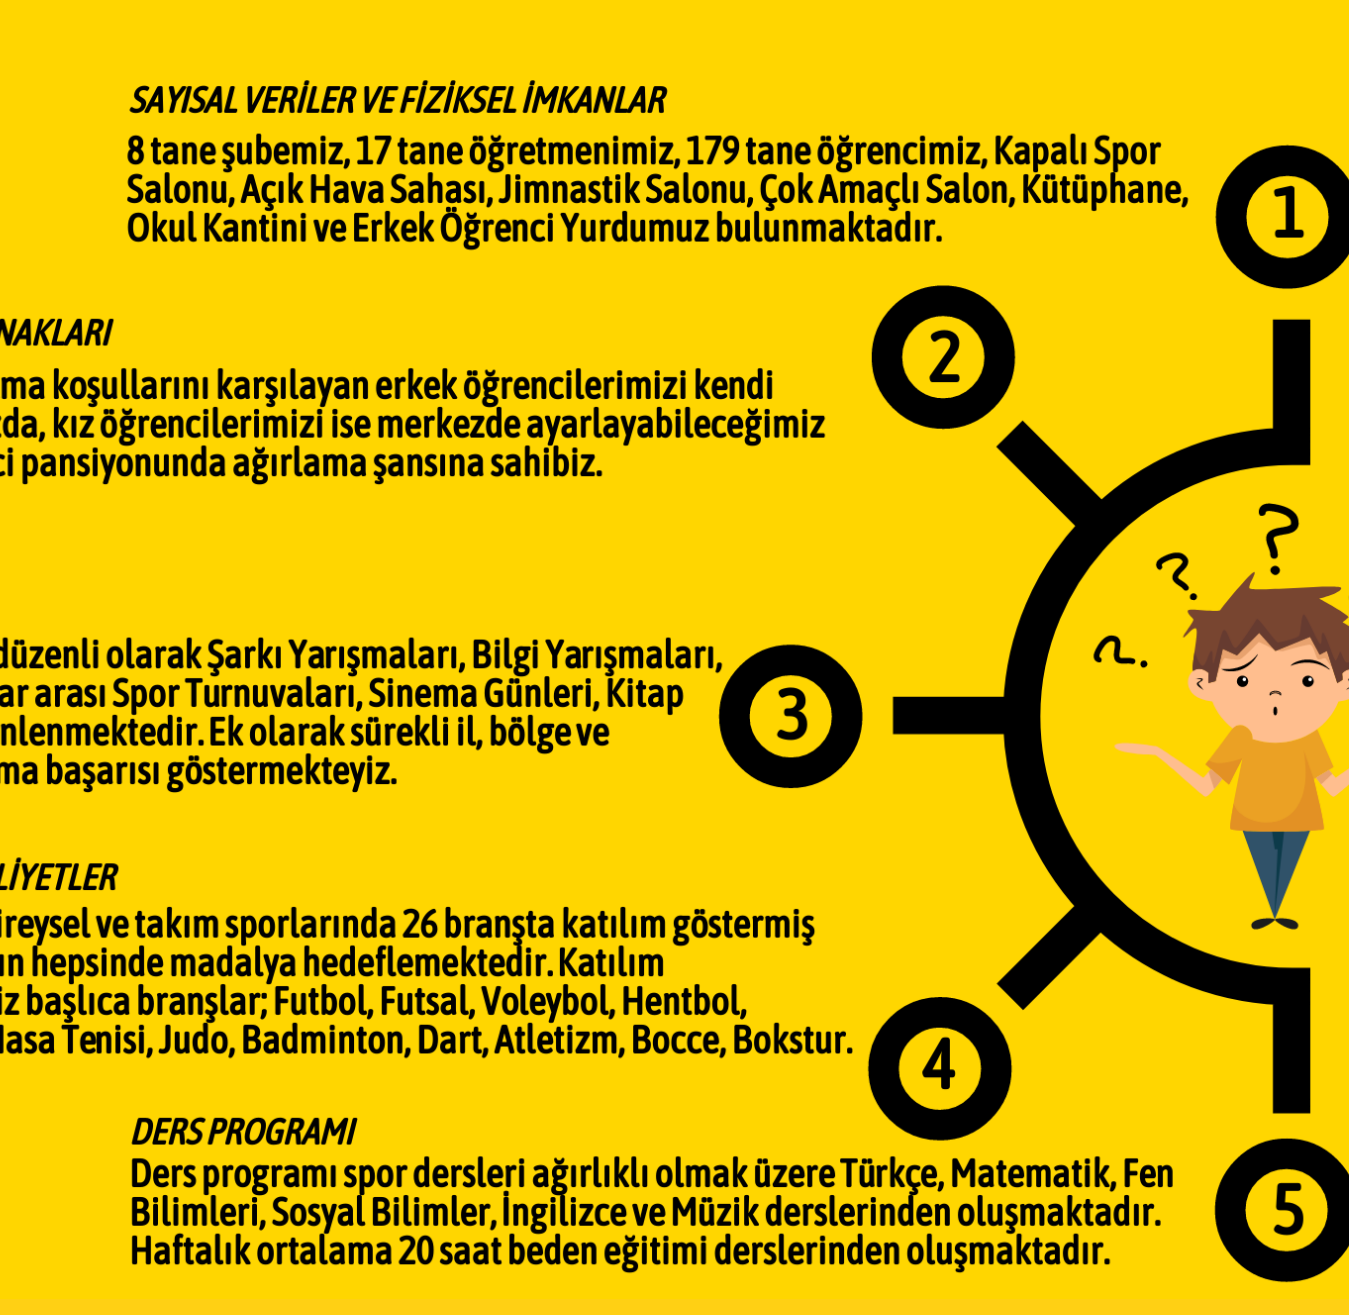 SAYISAL VERİLER VE FİZİKSEL İMKANLAR
8 tane şubemiz, 17 tane öğretmenimiz, 179 tane öğrencimiz, Kapalı Spor
Salonu, Açık Hava Sahası, Jimnastik Salonu, Çok Amaçlı Salon, Kütüphane,
Okul Kantini ve Erkek Öğrenci Yurdumuz bulunmaktadır.
1
2
NAKLARI
ma koşullarını karşılayan erkek öğrencilerimizi kendi
da, kız öğrencilerimizi ise merkezde ayarlayabileceğimiz
ci pansiyonunda ağırlama şansına sahibiz.
?
?
?
düzenli olarak Şarkı Yarışmaları, Bilgi Yarışmaları,
ar arası Spor Turnuvaları, Sinema Günleri, Kitap
nlenmektedir. Ek olarak sürekli il, bölge ve
ma başarısı göstermekteyiz.
3
LİYETLER
ireysel ve takım sporlarında 26 branşta katılım göstermiş
ın hepsinde madalya hedeflemektedir. Katılım
iz başlıca branşlar; Futbol, Futsal, Voleybol, Hentbol,
Masa Tenisi, Judo, Badminton, Dart, Atletizm, Bocce, Bokstur.
4
DERS PROGRAMI
Ders programı spor dersleri ağırlıklı olmak üzere Türkçe, Matematik, Fen
Bilimleri, Sosyal Bilimler, İngilizce ve Müzik derslerinden oluşmaktadır.
Haftalık ortalama 20 saat beden eğitimi derslerinden oluşmaktadır.
5